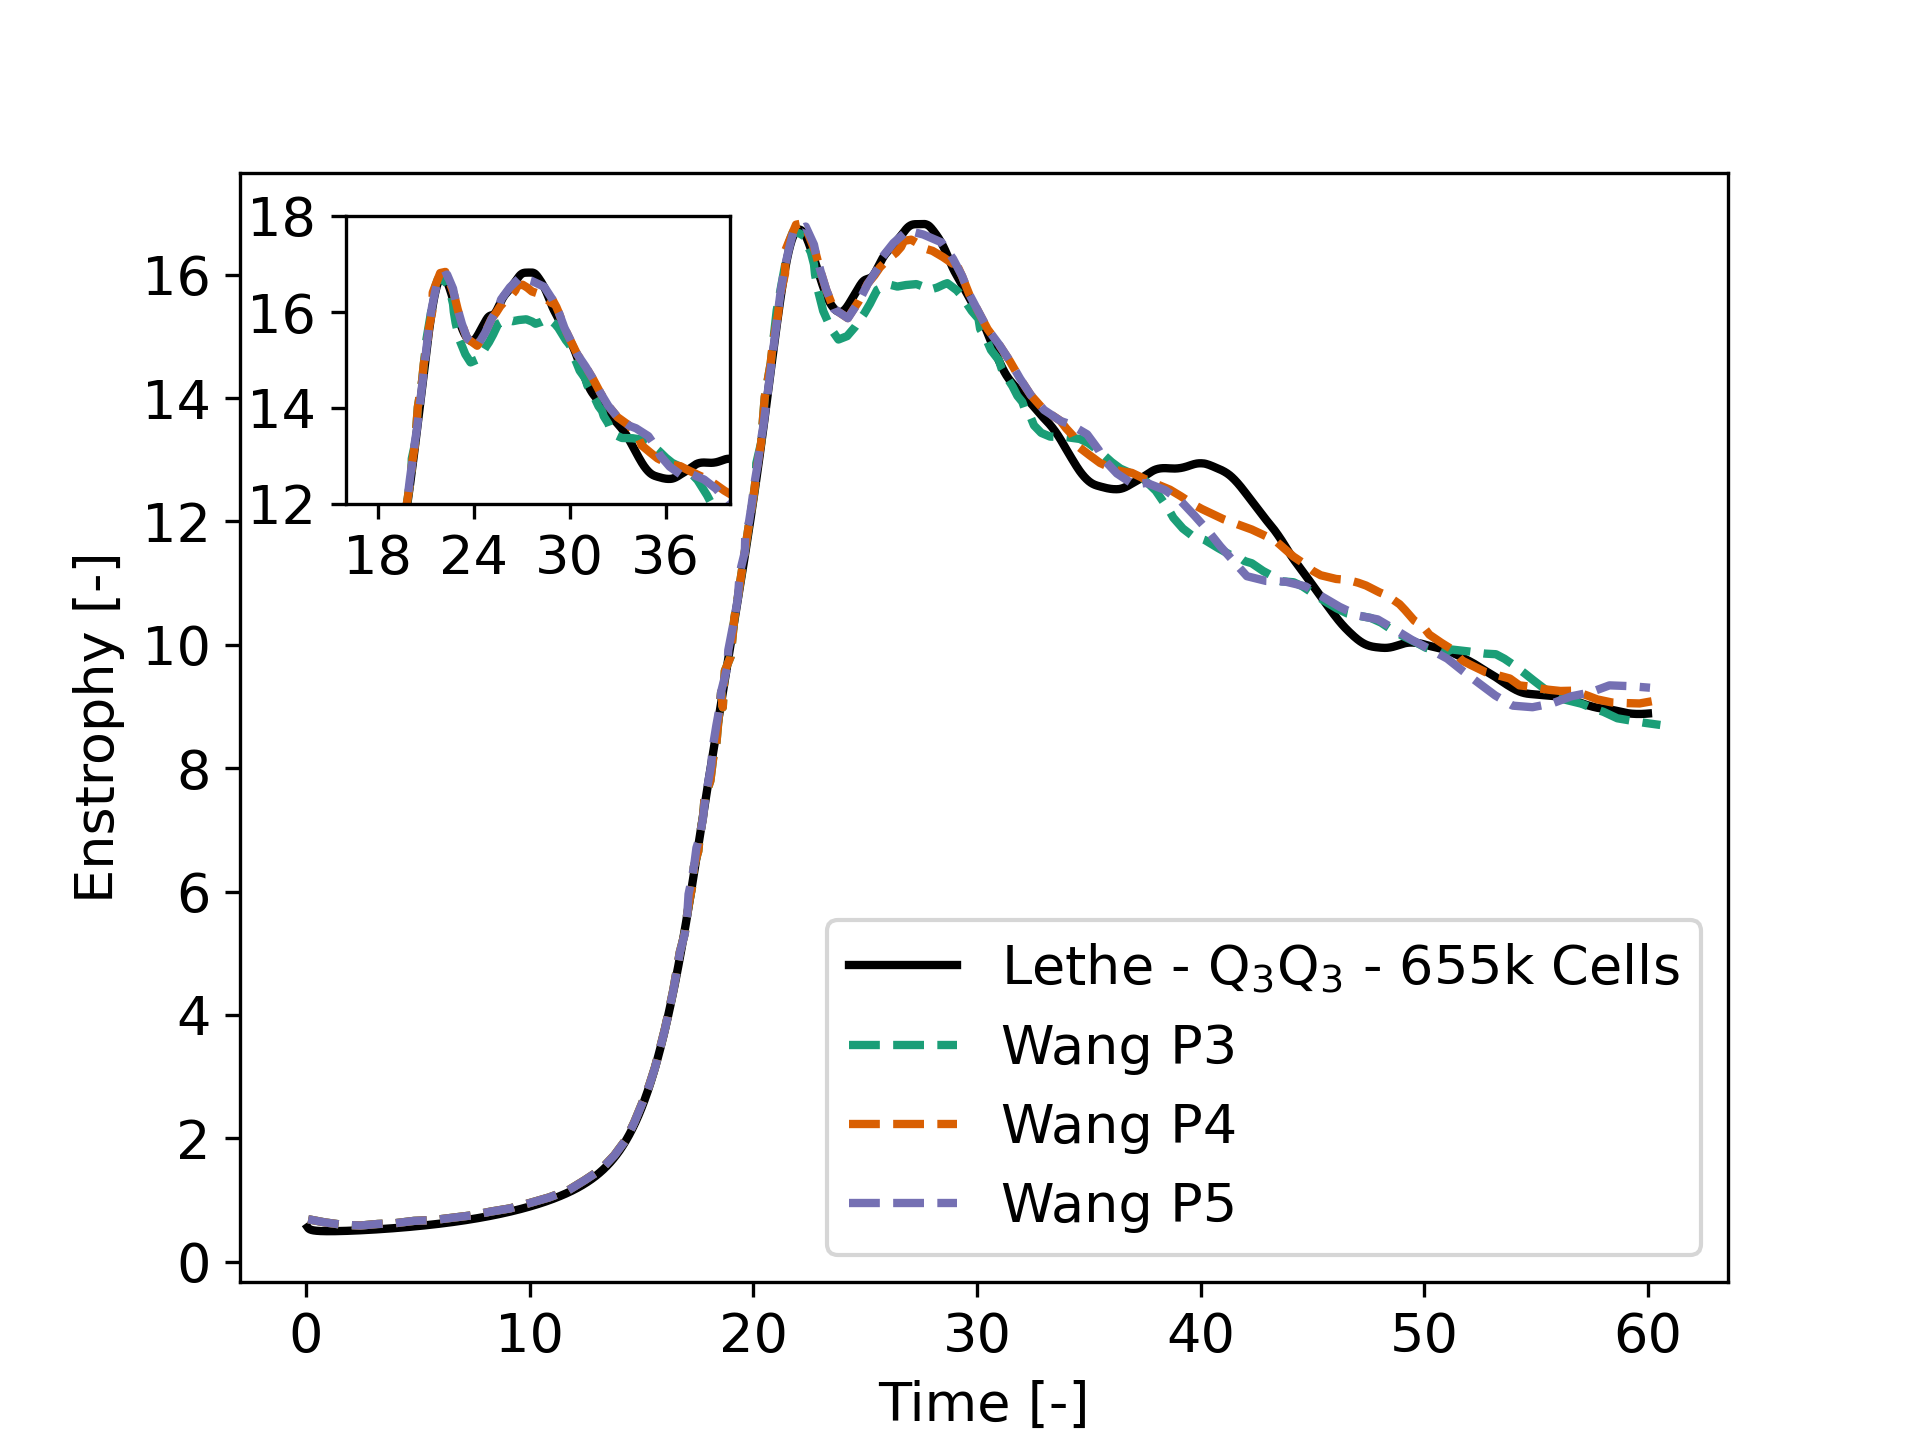 18
16
14
12
18 24 30 36
16
14
12
10
8
6
4
2
0
Enstrophy [-]
0 10 20 30 40 50 60
Time [-]
Lethe - Q₃Q₃ - 655k Cells
Wang P3
Wang P4
Wang P5